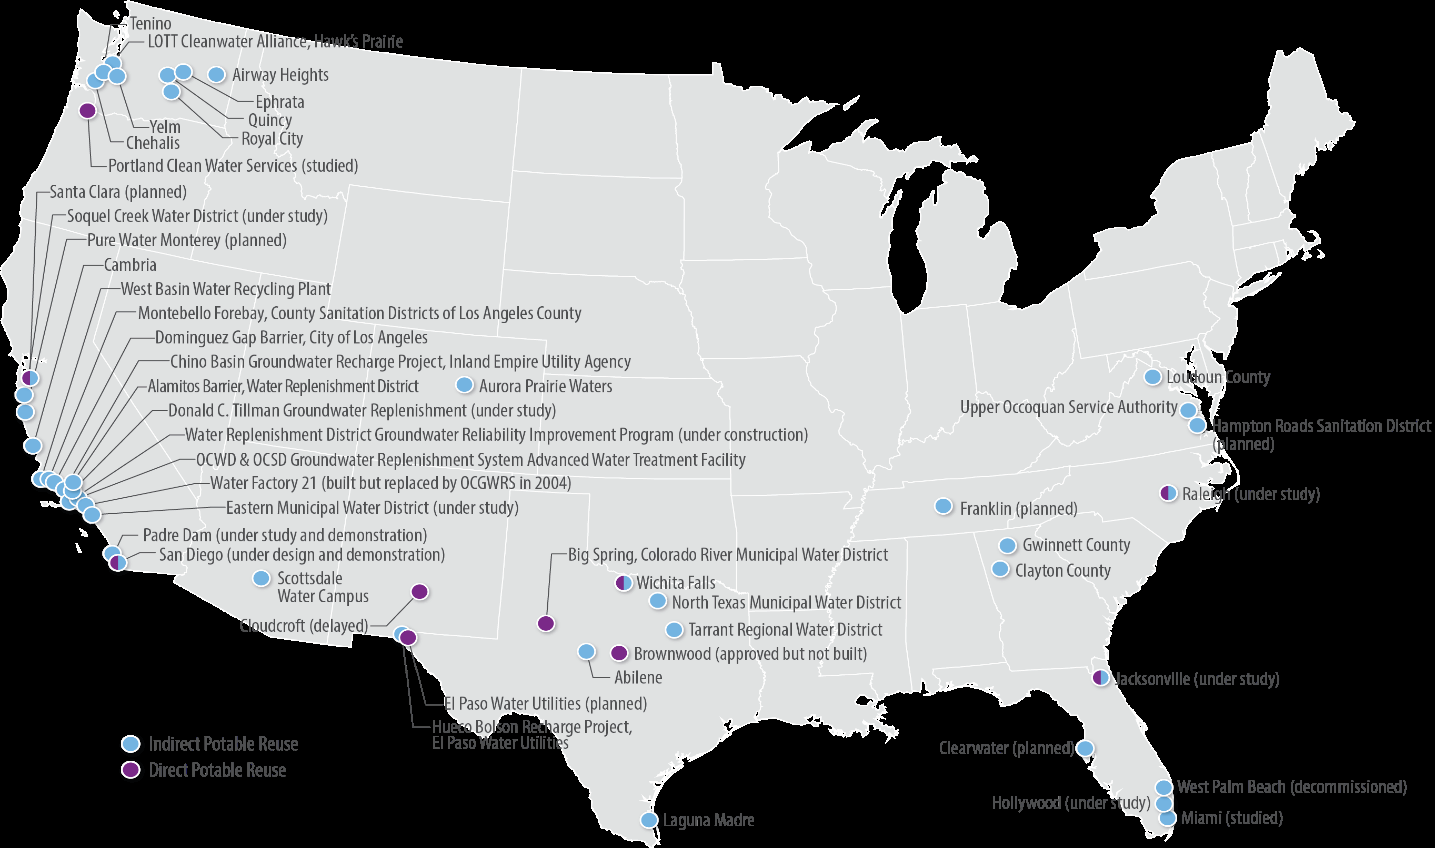 Tenino
LOTT Cleanwater Alliance, Hawk's Prairie
Airway Heights
Ephrata
Quincy
Yelm
Royal City
Chehalis
Portland Clean Water Services (studied)
Santa Clara (planned)
Soquel Creek Water District (under study)
Pure Water Monterey (planned)
Cambria
West Basin Water Recycling Plant
Montebello Forebay, County Sanitation Districts of Los Angeles County
Dominguez Gap Barrier, City of Los Angeles
Chino Basin Groundwater Recharge Project, Inland Empire Utility Agency
Alamitos Barrier, Water Replenishment District
Aurora Prairie Waters
Donald C. Tillman Groundwater Replenishment (under study)
Water Replenishment District Groundwater Reliability Improvement Program (under construction)
OCWD & OCSD Groundwater Replenishment System Advanced Water Treatment Facility
Water Factory 21 (built but replaced by OCGWRS in 2004)
Eastern Municipal Water District (under study)
Padre Dam (under study and demonstration)
San Diego (under design and demonstration)
Scottsdale
Water Campus
Cloudcroft (delayed)
Big Spring, Colorado River Municipal Water District
Wichita Falls
North Texas Municipal Water District
Tarrant Regional Water District
Brownwood (approved but not built)
Abilene
El Paso Water Utilities (planned)
Hueco Bolson Recharge Project,
El Paso Water Utilities
Laguna Madre
Loudoun County
Upper Occoquan Service Authority
Hampton Roads Sanitation District
(planned)
Raleigh (under study)
Franklin (planned)
Gwinnett County
Clayton County
Jacksonville (under study)
Clearwater (planned)
West Palm Beach (decommissioned)
Hollywood (under study)
Miami (studied)
Indirect Potable Reuse
Direct Potable Reuse